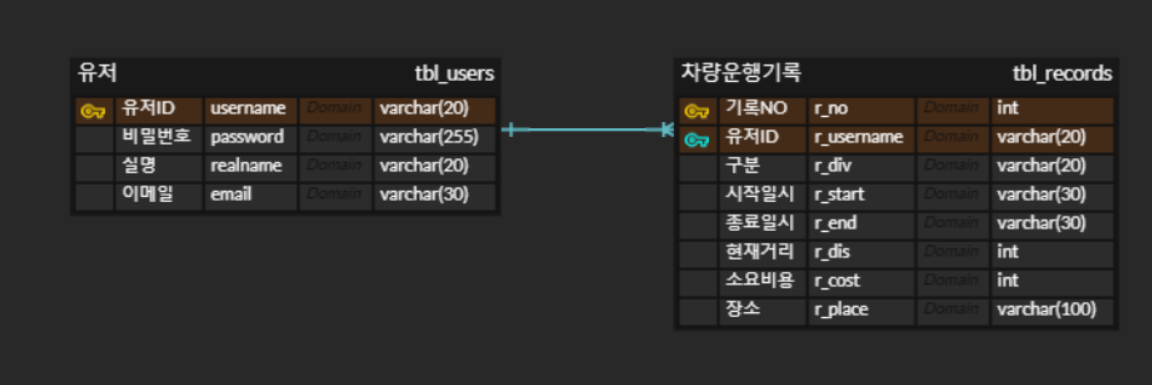 유저 tbl_users
유저ID username Domain varchar(20)
비밀번호 password Domain varchar(255)
실명 realname Domain varchar(20)
이메일 email Domain varchar(30)
차량운행기록 tbl_records
기록NO r_no Domain int
유저ID r_username Domain varchar(20)
구분 r_div Domain varchar(20)
시작일시 r_start Domain varchar(30)
종료일시 r_end Domain varchar(30)
현재거리 r_dis Domain int
소요비용 r_cost Domain int
장소 r_place Domain varchar(100)